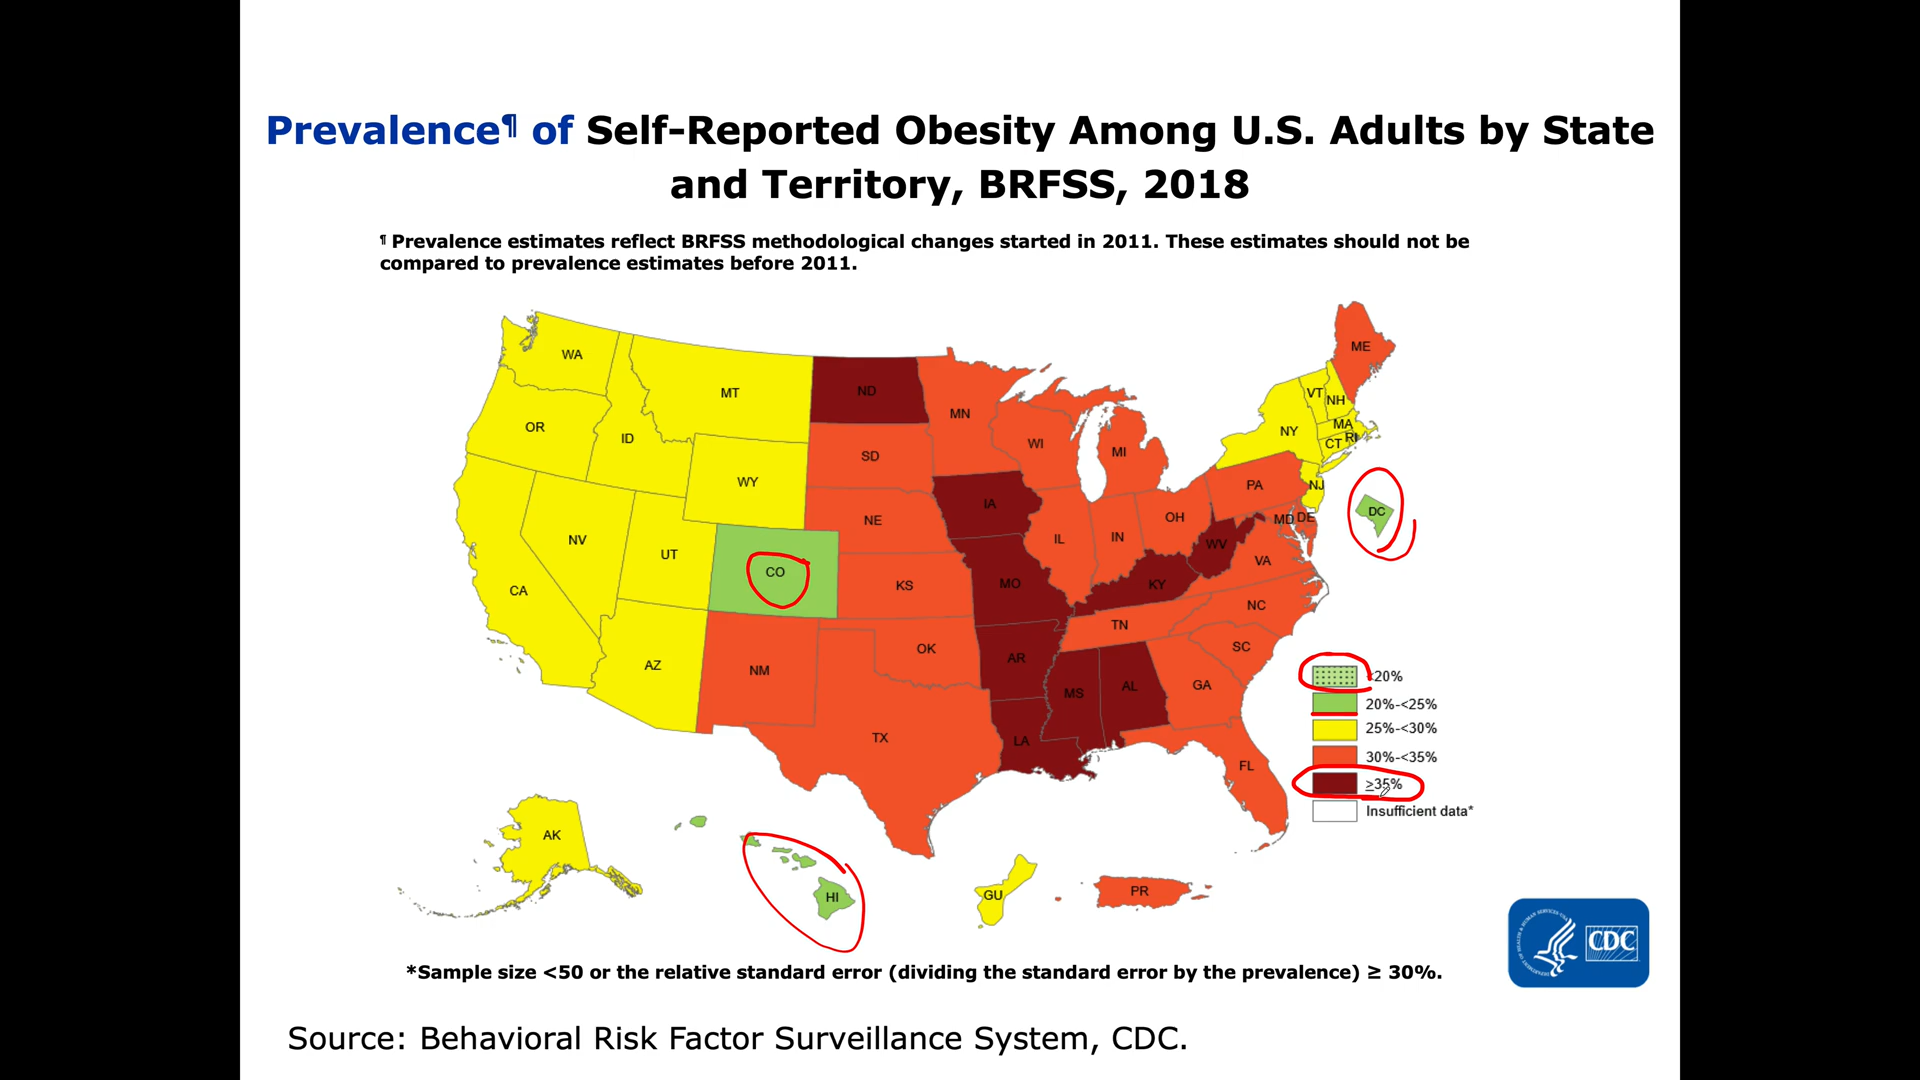 Prevalence¶ of Self-Reported Obesity Among U.S. Adults by State
and Territory, BRFSS, 2018
¶ Prevalence estimates reflect BRFSS methodological changes started in 2011. These estimates should not be
compared to prevalence estimates before 2011.
WA
MT
ND
MN
ME
OR
ID
WY
SD
WI
MI
NY
VT
NH
MA
CT
RI
NV
UT
CO
NE
IA
IL
IN
OH
PA
NJ
MD
DE
DC
CA
AZ
NM
KS
MO
KY
WV
VA
OK
AR
TN
NC
SC
TX
LA
MS
AL
GA
FL
AK
HI
GU
PR
20%
20%-<25%
25%-<30%
30%-<35%
≥35%
Insufficient data*
DEPARTMENT OF HEALTH & HUMAN SERVICES USA
CDC
*Sample size <50 or the relative standard error (dividing the standard error by the prevalence) ≥ 30%.
Source: Behavioral Risk Factor Surveillance System, CDC.